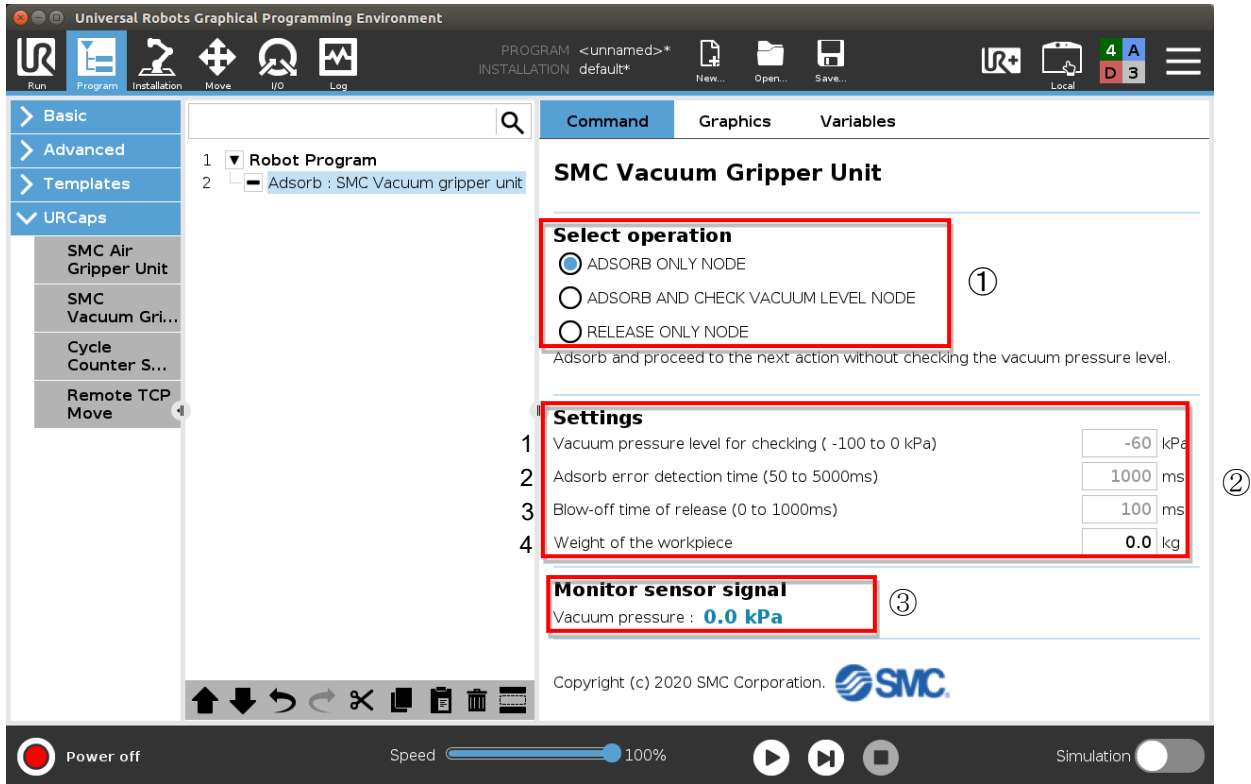 Universal Robots Graphical Programming Environment
PROGRAM <unnamed>*
INSTALLATION default*
Run
Program
Installation
Move
I/O
Log
New...
Open...
Save...
UR+
Local
4 A
D 3
Basic
Advanced
Templates
URCaps
SMC Air
Gripper Unit
SMC
Vacuum Gri...
Cycle
Counter S...
Remote TCP
Move
1 Robot Program
2 Adsorb : SMC Vacuum gripper unit
Command Graphics Variables
SMC Vacuum Gripper Unit
Select operation
ADSORB ONLY NODE
ADSORB AND CHECK VACUUM LEVEL NODE
RELEASE ONLY NODE
①
Adsorb and proceed to the next action without checking the vacuum pressure level.
Settings
1 Vacuum pressure level for checking ( -100 to 0 kPa) -60 kPa
2 Adsorb error detection time (50 to 5000ms) 1000 ms
3 Blow-off time of release (0 to 1000ms) 100 ms
4 Weight of the workpiece 0.0 kg
②
Monitor sensor signal
Vacuum pressure : 0.0 kPa
③
Copyright (c) 2020 SMC Corporation. SMC.
Power off
Speed 100%
Simulation